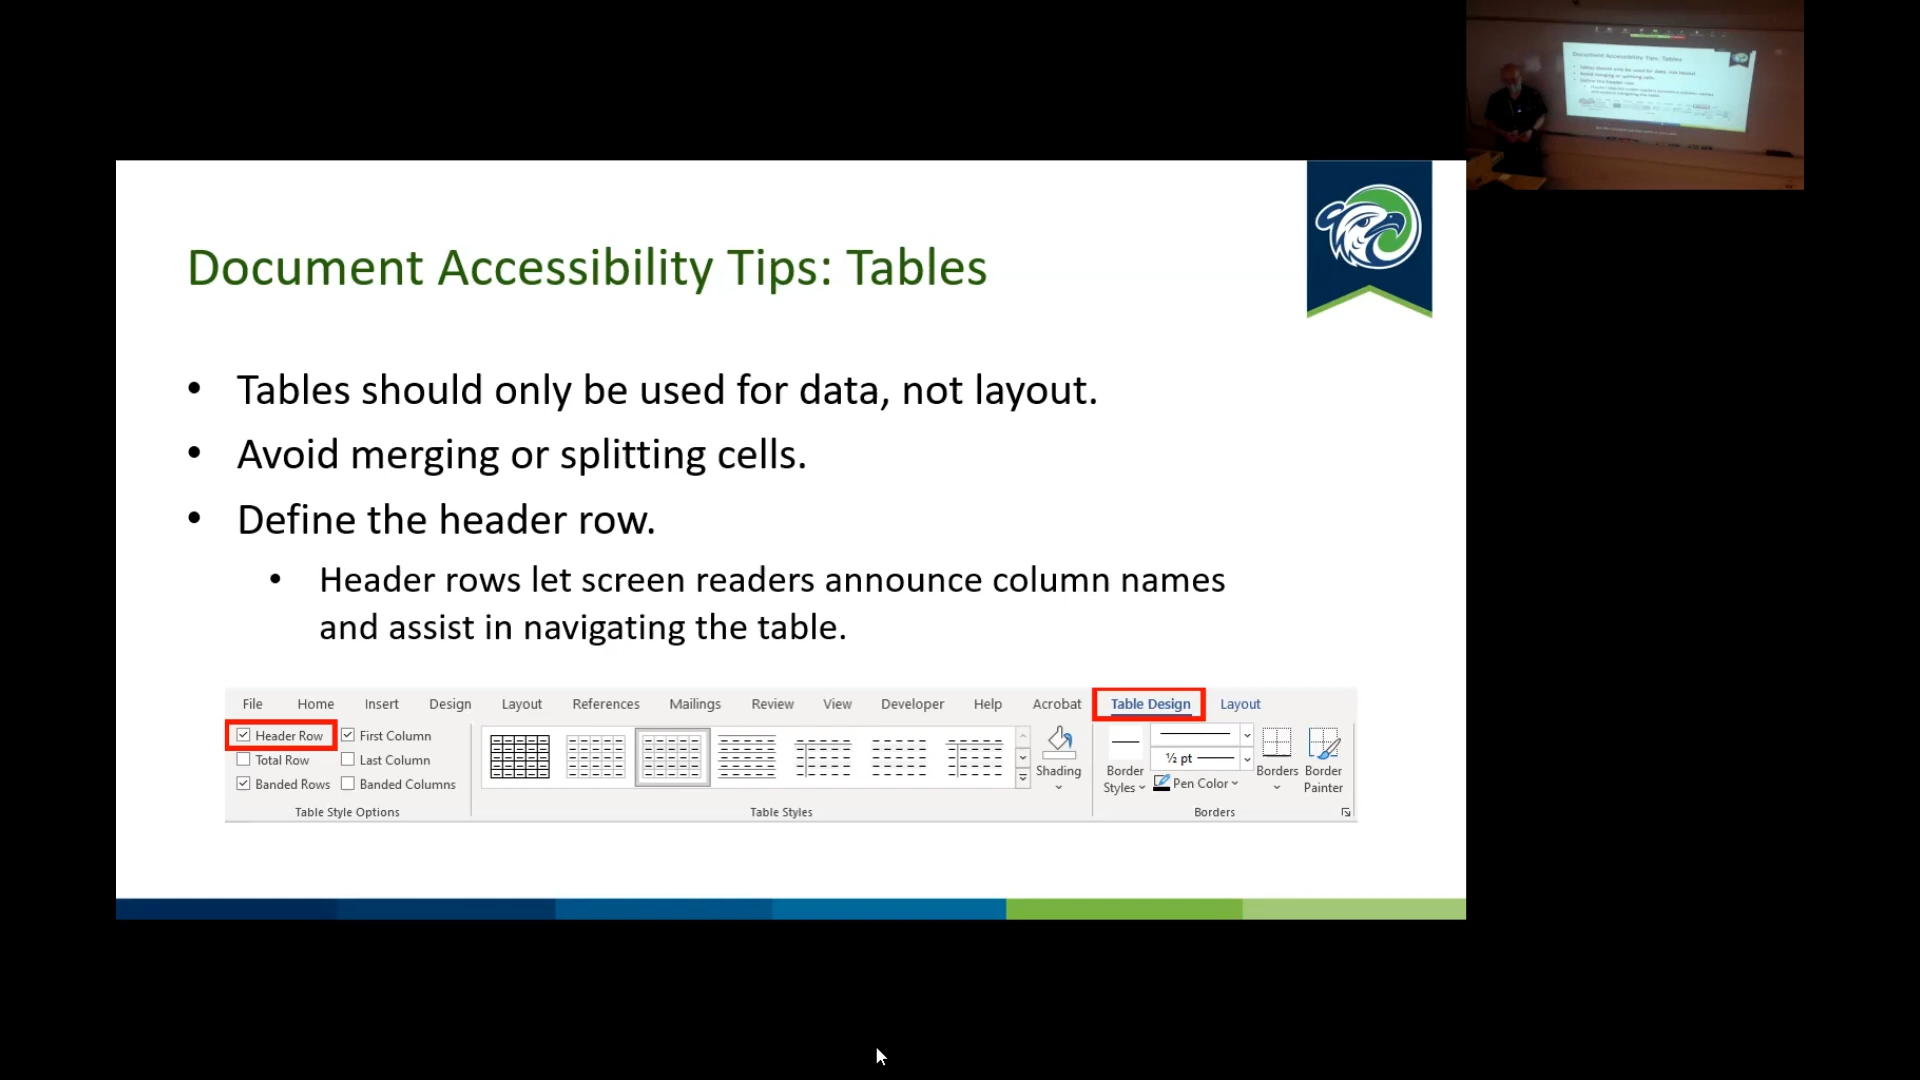 Document Accessibility Tips: Tables
• Tables should only be used for data, not layout.
• Avoid merging or splitting cells.
• Define the header row.
• Header rows let screen readers announce column names
and assist in navigating the table.
File Home Insert Design Layout References Mailings Review View Developer Help Acrobat Table Design Layout
Header Row First Column
Total Row Last Column
Banded Rows Banded Columns
Table Style Options
Table Styles
Shading
Border
Styles
½ pt
Pen Color
Borders
Border
Painter
Borders
Document Accessibility Tips: Tables